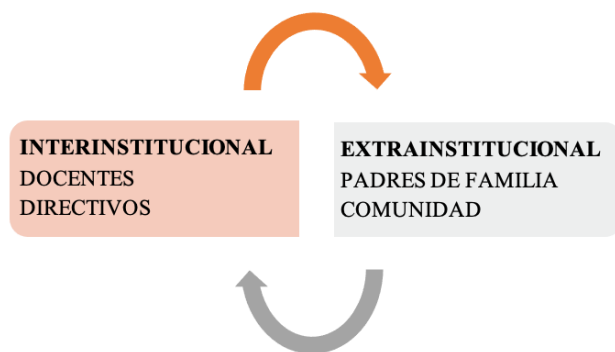 INTERINSTITUCIONAL
DOCENTES
DIRECTIVOS
EXTRAINSTITUCIONAL
PADRES DE FAMILIA
COMUNIDAD